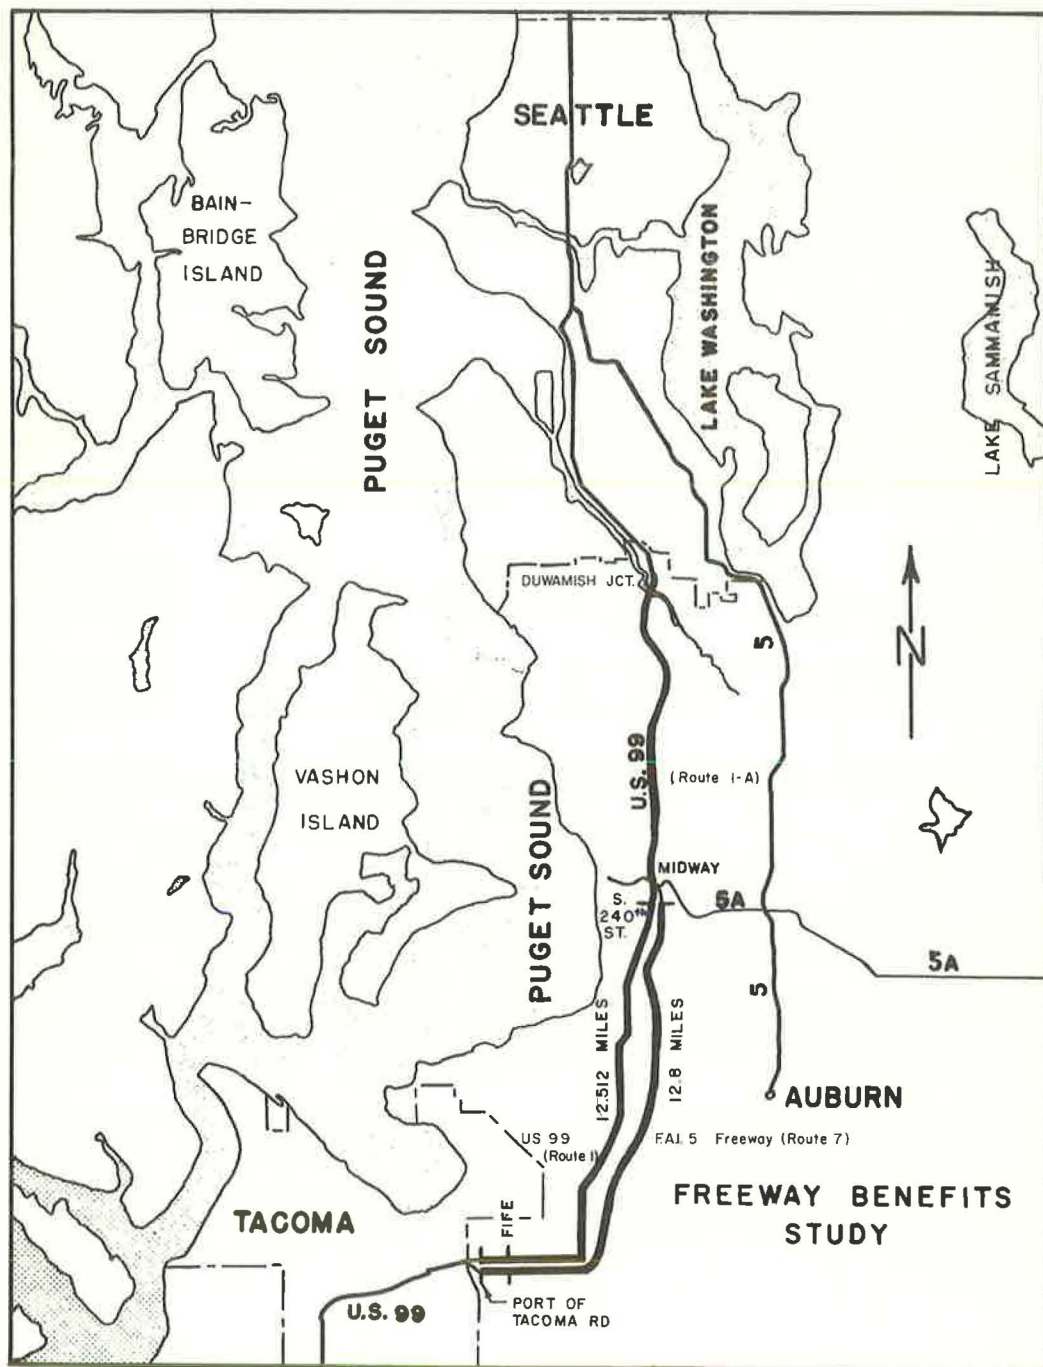 SEATTLE
BAIN-
BRIDGE
ISLAND
PUGET SOUND
LAKE WASHINGTON
LAKE SAMMAMISH
DUWAMISH JCT.
N
5
U.S. 99
(Route 1-A)
VASHON
ISLAND
PUGET SOUND
MIDWAY
S.
240th
ST.
5A
5A
5
12.512 MILES
12.8 MILES
AUBURN
US 99
(Route 1)
F.A.I. 5 Freeway (Route 7)
FREEWAY BENEFITS
STUDY
TACOMA
FIFE
U.S. 99
PORT OF
TACOMA RD